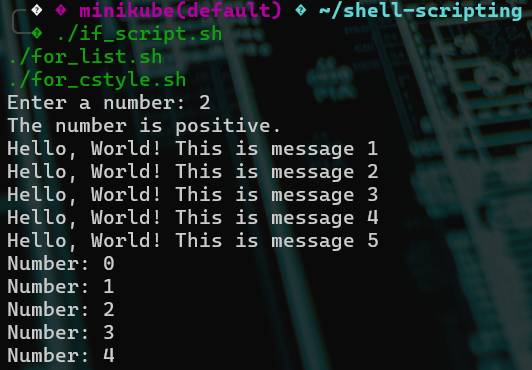 � � minikube(default) � ~/shell-scripting
� ./if_script.sh
./for_list.sh
./for_cstyle.sh
Enter a number: 2
The number is positive.
Hello, World! This is message 1
Hello, World! This is message 2
Hello, World! This is message 3
Hello, World! This is message 4
Hello, World! This is message 5
Number: 0
Number: 1
Number: 2
Number: 3
Number: 4